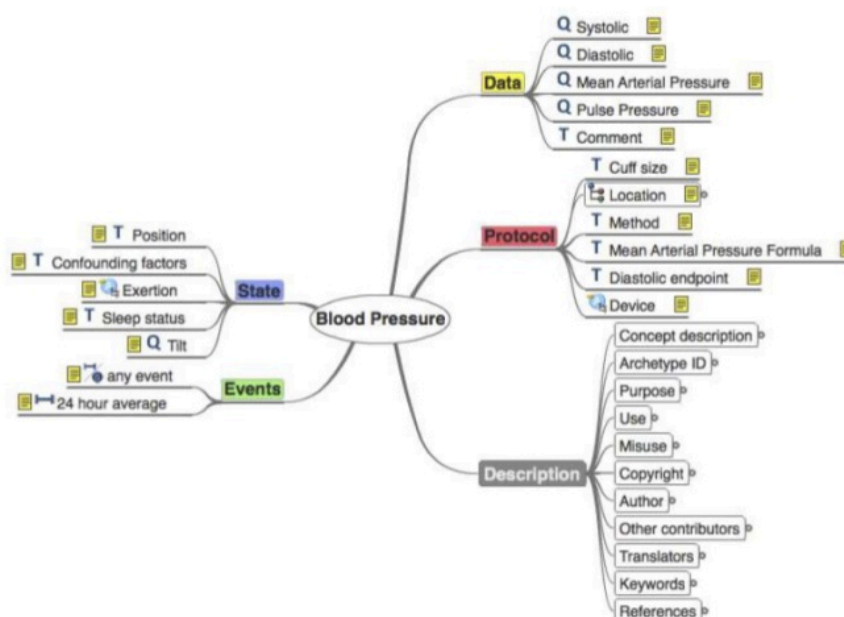 Q Systolic
Q Diastolic
Data
Q Mean Arterial Pressure
Q Pulse Pressure
T Comment
T Cuff size
Location
T Method
Protocol
T Mean Arterial Pressure Formula
T Diastolic endpoint
Device
T Position
T Confounding factors
Exertion
State
T Sleep status
Q Tilt
Blood Pressure
any event
Events
24 hour average
Concept description
Archetype ID
Purpose
Use
Misuse
Description
Copyright
Author
Other contributors
Translators
Keywords
References